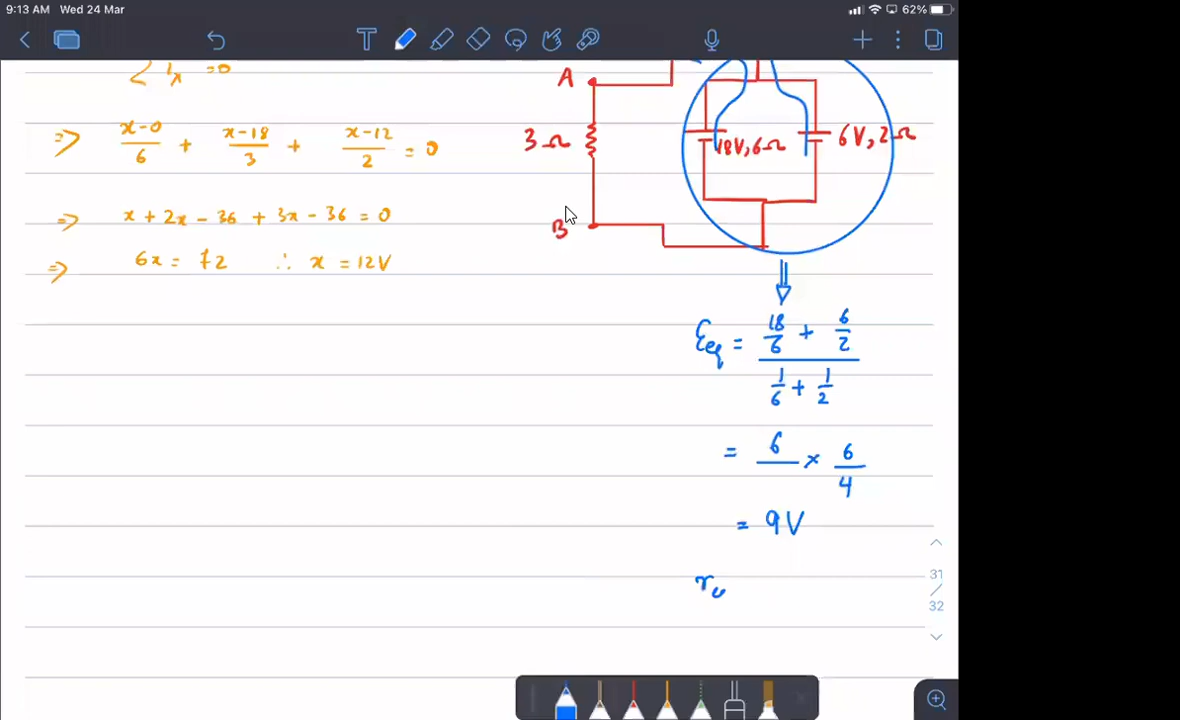 9:13 AM Wed 24 Mar
62%
=0
⇒ x-0/6 + x-18/3 + x-12/2 = 0
⇒ x + 2x - 36 + 3x - 36 = 0
⇒ 6x = 72 ∴ x = 12V
A
3Ω
B
18V, 6Ω
6V, 2Ω
Ɛeq = (18/6 + 6/2) / (1/6 + 1/2)
= 6/ × 6/4
= 9V
r
31
/
32